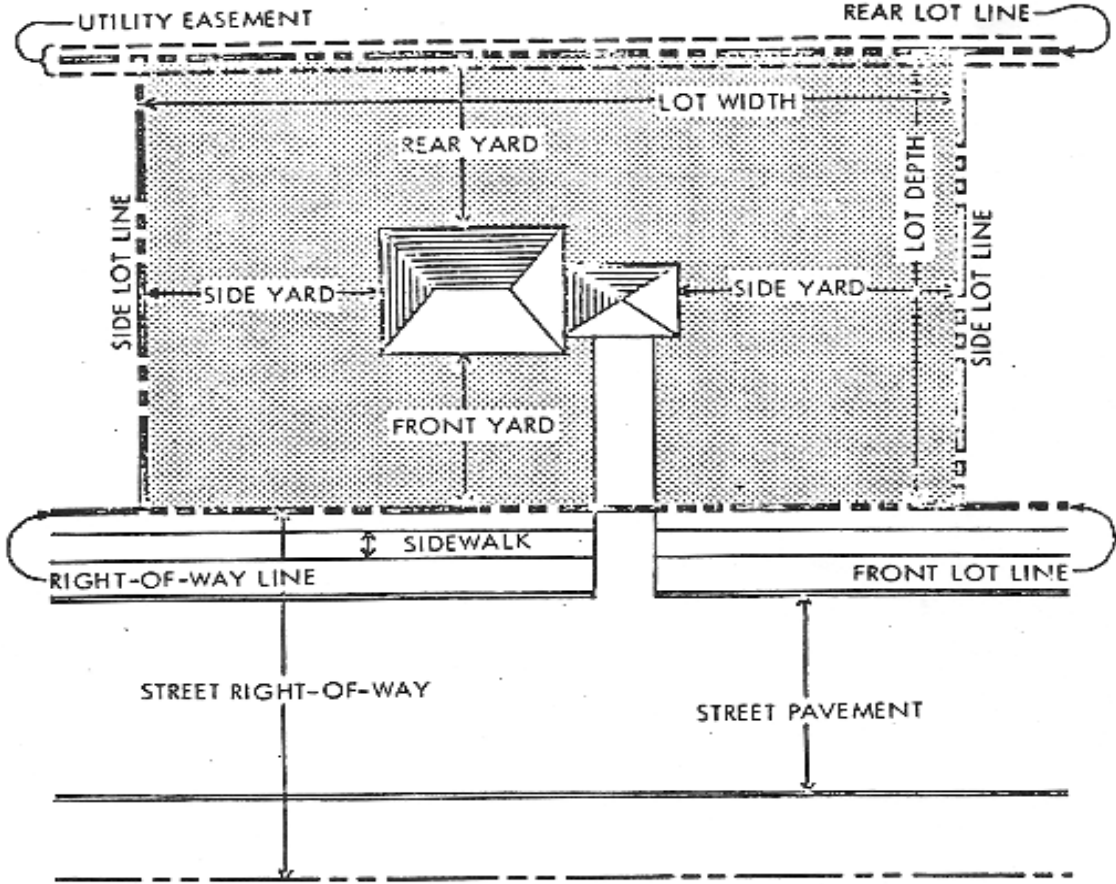 UTILITY EASEMENT
REAR LOT LINE
LOT WIDTH
REAR YARD
LOT DEPTH
SIDE LOT LINE
SIDE YARD
SIDE YARD
SIDE LOT LINE
FRONT YARD
SIDEWALK
RIGHT-OF-WAY LINE
FRONT LOT LINE
STREET RIGHT-OF-WAY
STREET PAVEMENT